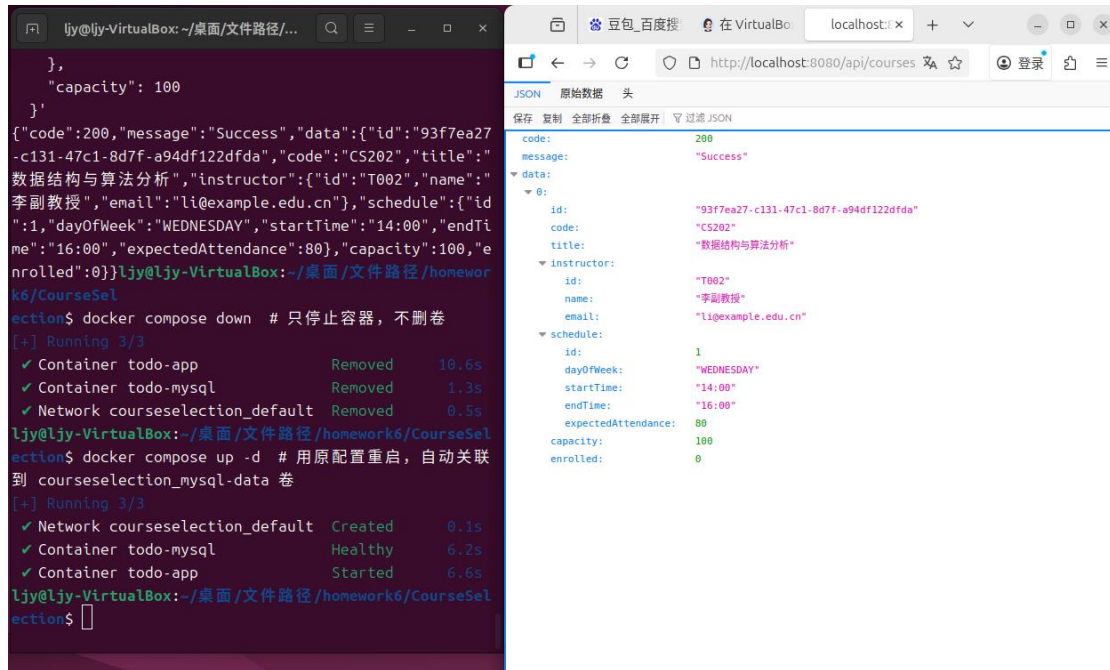 ljy@ljy-VirtualBox: ~/桌面/文件路径/...
},
"capacity": 100
}'
{"code":200,"message":"Success","data":{"id":"93f7ea27
-c131-47c1-8d7f-a94df122dfda","code":"CS202","title":"
数据结构与算法分析","instructor":{"id":"T002","name":"
李副教授","email":"li@example.edu.cn"},"schedule":{"id
":1,"dayOfWeek":"WEDNESDAY","startTime":"14:00","endTi
me":"16:00","expectedAttendance":80},"capacity":100,"e
nrolled":0}}ljy@ljy-VirtualBox:~/桌面/文件路径/homewor
k6/CourseSel
ection$ docker compose down # 只停止容器，不删卷
[+] Running 3/3
✔ Container todo-app Removed 10.6s
✔ Container todo-mysql Removed 1.3s
✔ Network courseselection_default Removed 0.5s
ljy@ljy-VirtualBox:~/桌面/文件路径/homework6/CourseSel
ection$ docker compose up -d # 用原配置重启，自动关联
到 courseselection_mysql-data 卷
[+] Running 3/3
✔ Network courseselection_default Created 0.1s
✔ Container todo-mysql Healthy 6.2s
✔ Container todo-app Started 6.6s
ljy@ljy-VirtualBox:~/桌面/文件路径/homework6/CourseSel
ection$
豆包_百度搜 在 VirtualBo localhost:8
http://localhost:8080/api/courses 登录
JSON 原始数据 头
保存 复制 全部折叠 全部展开 过滤 JSON
code: 200
message: "Success"
data:
0:
id: "93f7ea27-c131-47c1-8d7f-a94df122dfda"
code: "CS202"
title: "数据结构与算法分析"
instructor:
id: "T002"
name: "李副教授"
email: "li@example.edu.cn"
schedule:
id: 1
dayOfWeek: "WEDNESDAY"
startTime: "14:00"
endTime: "16:00"
expectedAttendance: 80
capacity: 100
enrolled: 0